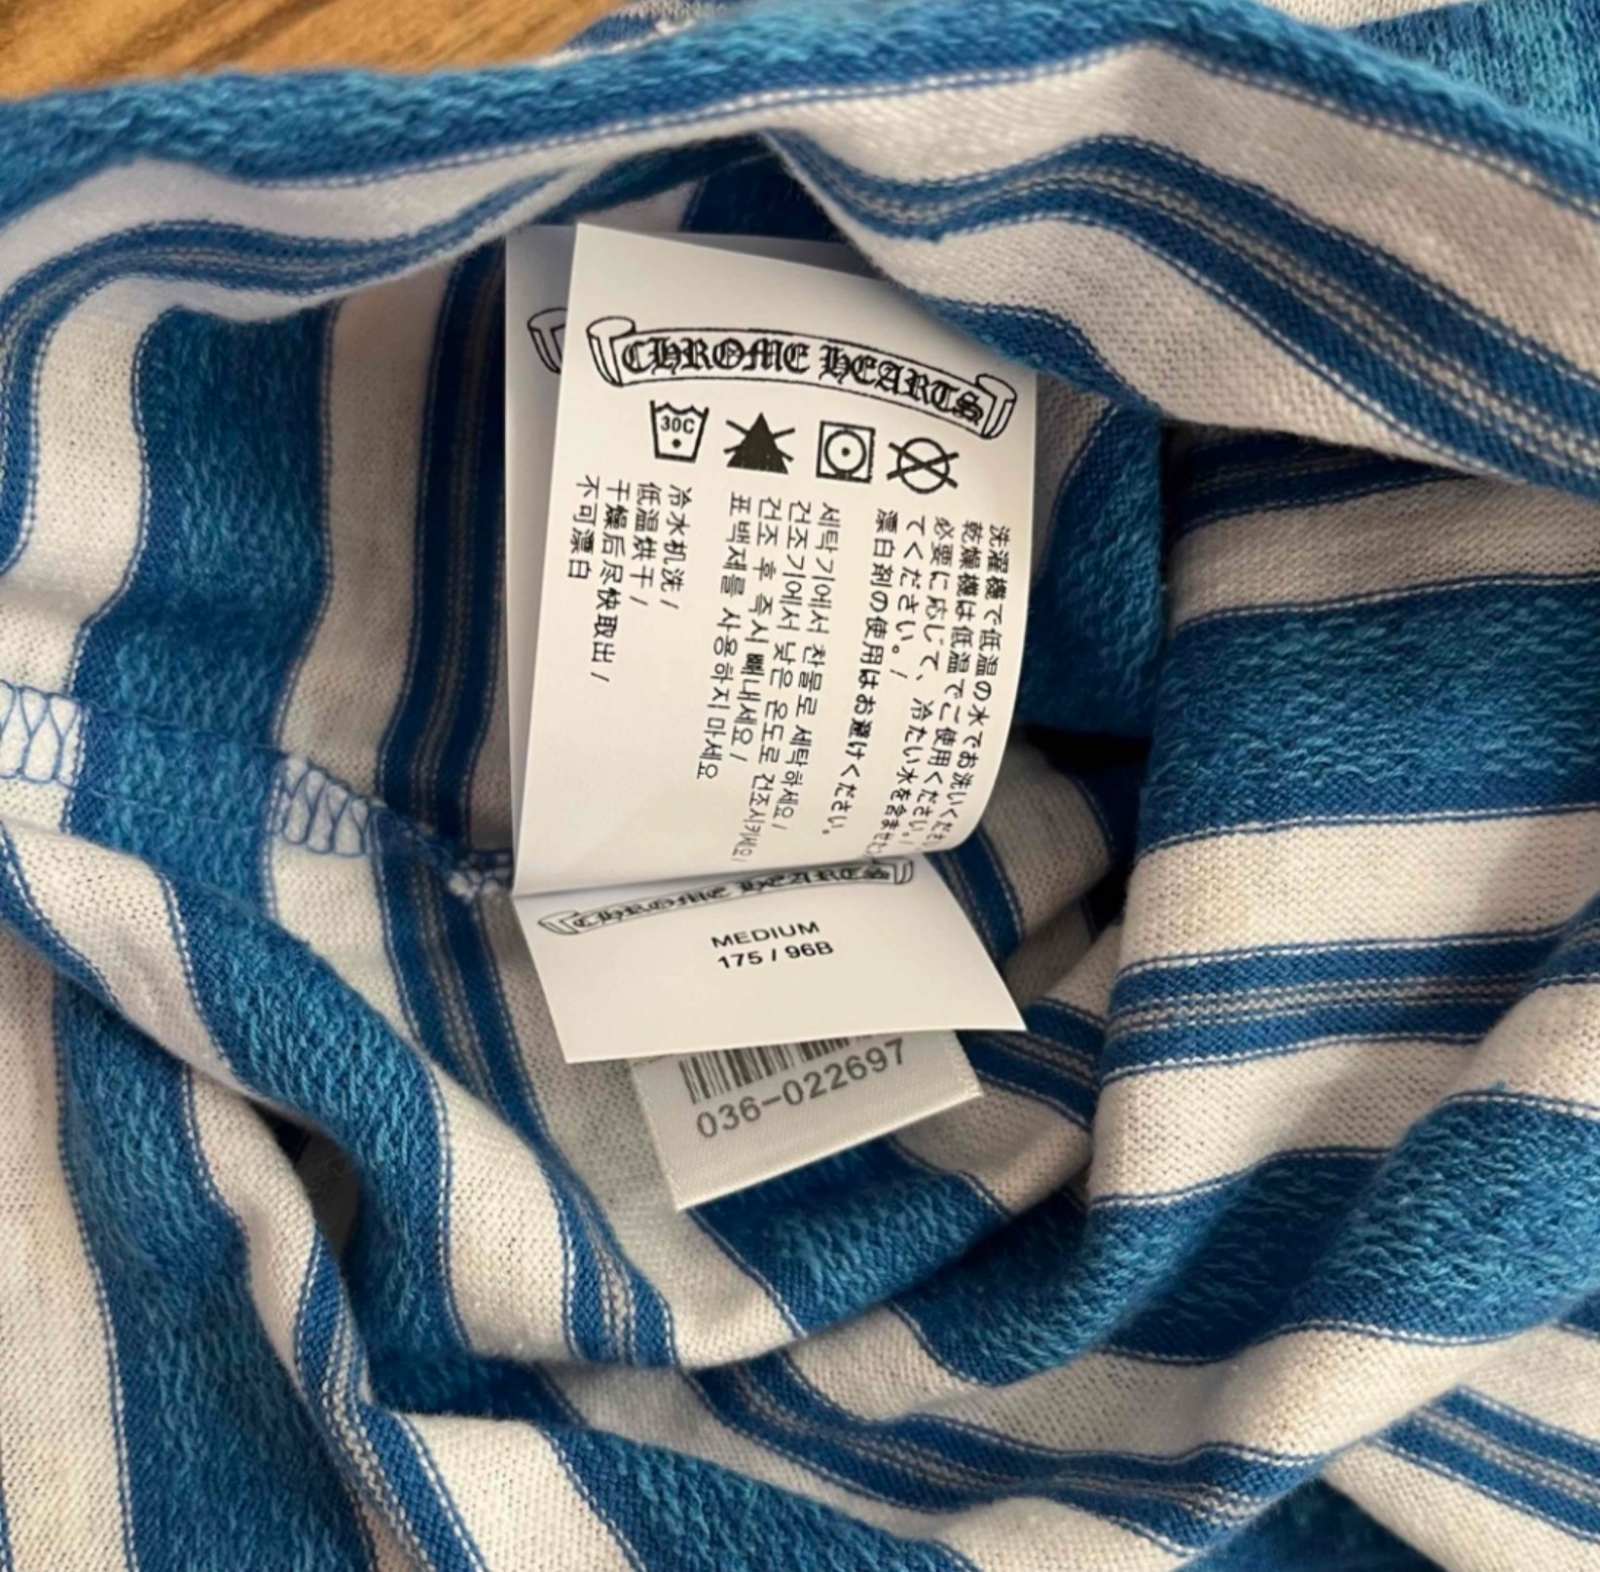 CHROME HEARTS
30C
洗濯機で低温の水でお洗いください
乾燥機は低温でご使用ください。/
必要に応じて、冷たい水を含ませた
てください。/
漂白剤の使用はお避けください。
세탁기에서 찬물로 세탁하세요/
건조기에서 낮은 온도로 건조시키세요/
건조 후 즉시 빼내세요/
표백제를 사용하지 마세요
冷水机洗/
低温烘干/
干燥后尽快取出/
不可漂白
CHROME HEARTS
MEDIUM
175 / 96B
036-022697